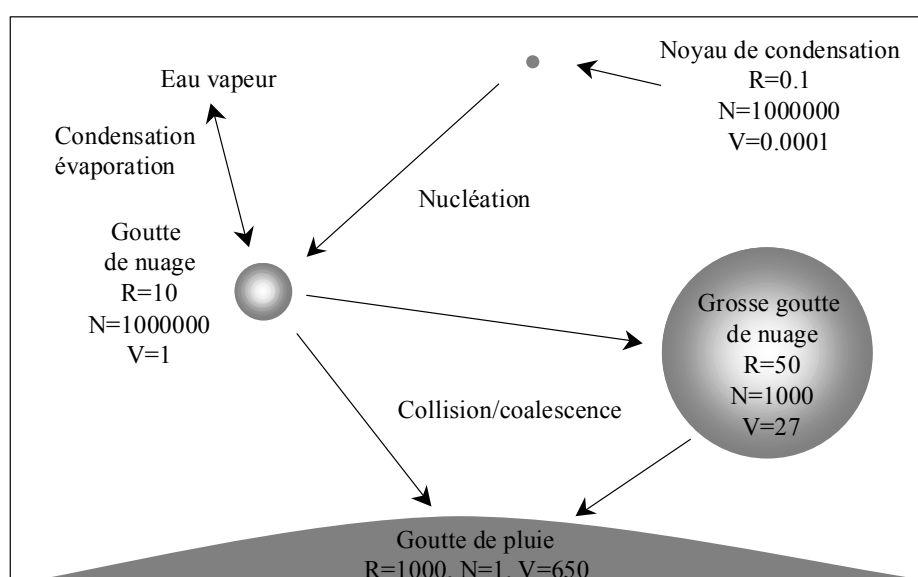 Noyau de condensation
R=0.1
N=1000000
V=0.0001
Eau vapeur
Condensation
évaporation
Nucléation
Goutte
de nuage
R=10
N=1000000
V=1
Grosse goutte
de nuage
R=50
N=1000
V=27
Collision/coalescence
Goutte de pluie
R=1000, N=1, V=650